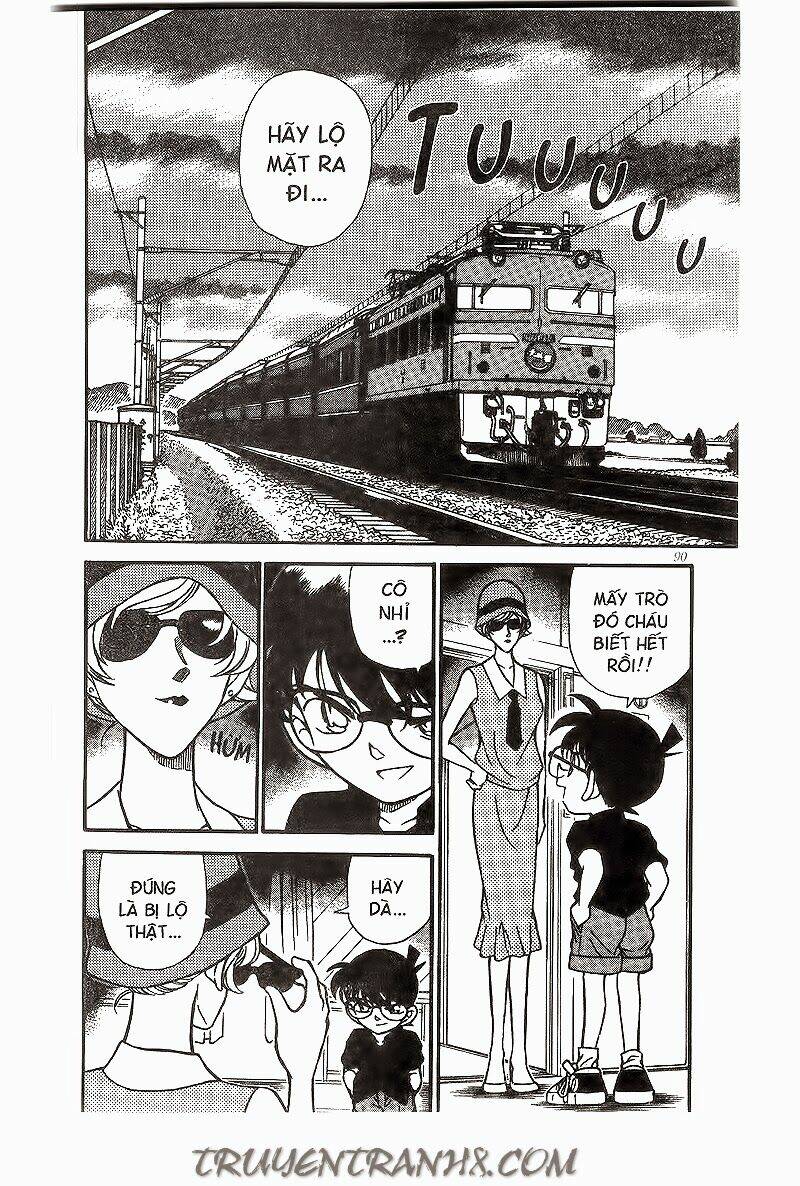 HÃY LỘ
MẶT RA
ĐI...
TUUUUUU
90
MẤY TRÒ
ĐÓ CHÁU
BIẾT HẾT
RỒI!!
CÔ
NHỈ
...?
HUM
HÂY
DÀ...
ĐÚNG
LÀ BỊ LỘ
THẬT...
TRUYENTRANH8.COM